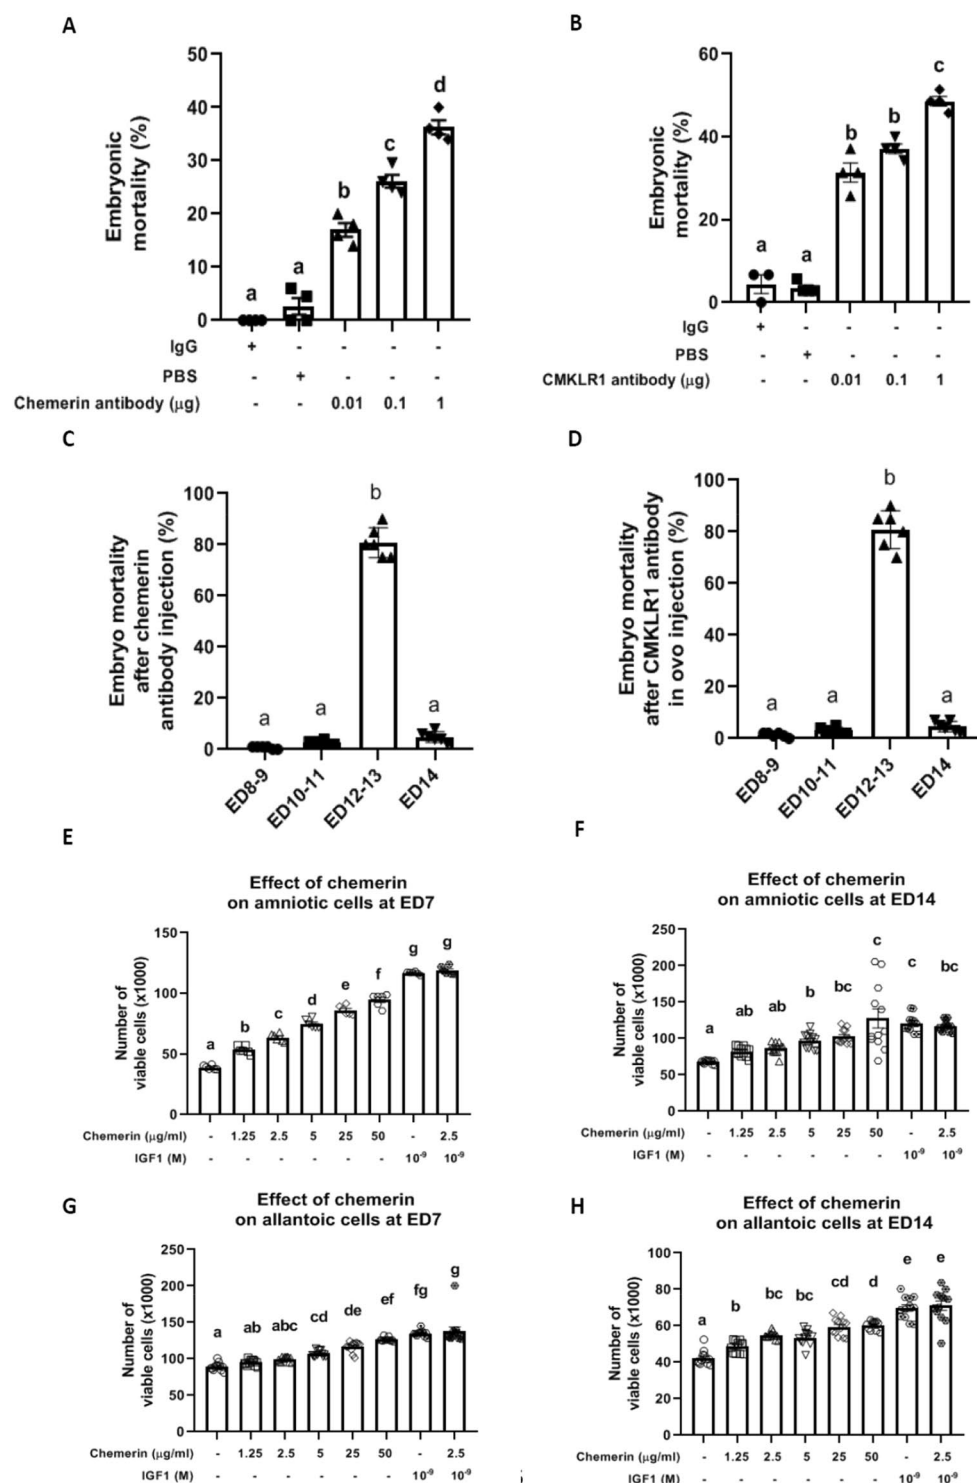 A
50
40
30
20
10
0
Embryonic
mortality (%)
a a b c d
IgG + - - - -
PBS - + - - -
Chemerin antibody (μg) - - 0.01 0.1 1
B
60
40
20
0
Embryonic
mortality (%)
a a b b c
IgG + - - - -
PBS - + - - -
CMKLR1 antibody (μg) - - 0.01 0.1 1
C
100
80
60
40
20
0
Embryo mortality
after chemerin
antibody injection (%)
a a b a
ED8-9 ED10-11 ED12-13 ED14
D
100
80
60
40
20
0
Embryo mortality
after CMKLR1 antibody
in ovo injection (%)
a a b a
ED8-9 ED10-11 ED12-13 ED14
E
Effect of chemerin
on amniotic cells at ED7
150
100
50
0
Number of
viable cells (x1000)
a b c d e f g g
Chemerin (μg/ml) - 1.25 2.5 5 25 50 - 2.5
IGF1 (M) - - - - - - 10⁻⁹ 10⁻⁹
F
Effect of chemerin
on amniotic cells at ED14
250
200
150
100
50
0
Number of
viable cells (x1000)
a ab ab b bc c c bc
Chemerin (μg/ml) - 1.25 2.5 5 25 50 - 2.5
IGF1 (M) - - - - - - 10⁻⁹ 10⁻⁹
G
Effect of chemerin
on allantoic cells at ED7
250
200
150
100
50
0
Number of
viable cells (x1000)
a ab abc cd de ef fg g
Chemerin (μg/ml) - 1.25 2.5 5 25 50 - 2.5
IGF1 (M) - - - - - - 10⁻⁹ 10⁻⁹
H
Effect of chemerin
on allantoic cells at ED14
100
80
60
40
20
0
Number of
viable cells (x1000)
a b bc bc cd d e e
Chemerin (μg/ml) - 1.25 2.5 5 25 50 - 2.5
IGF1 (M) - - - - - - 10⁻⁹ 10⁻⁹